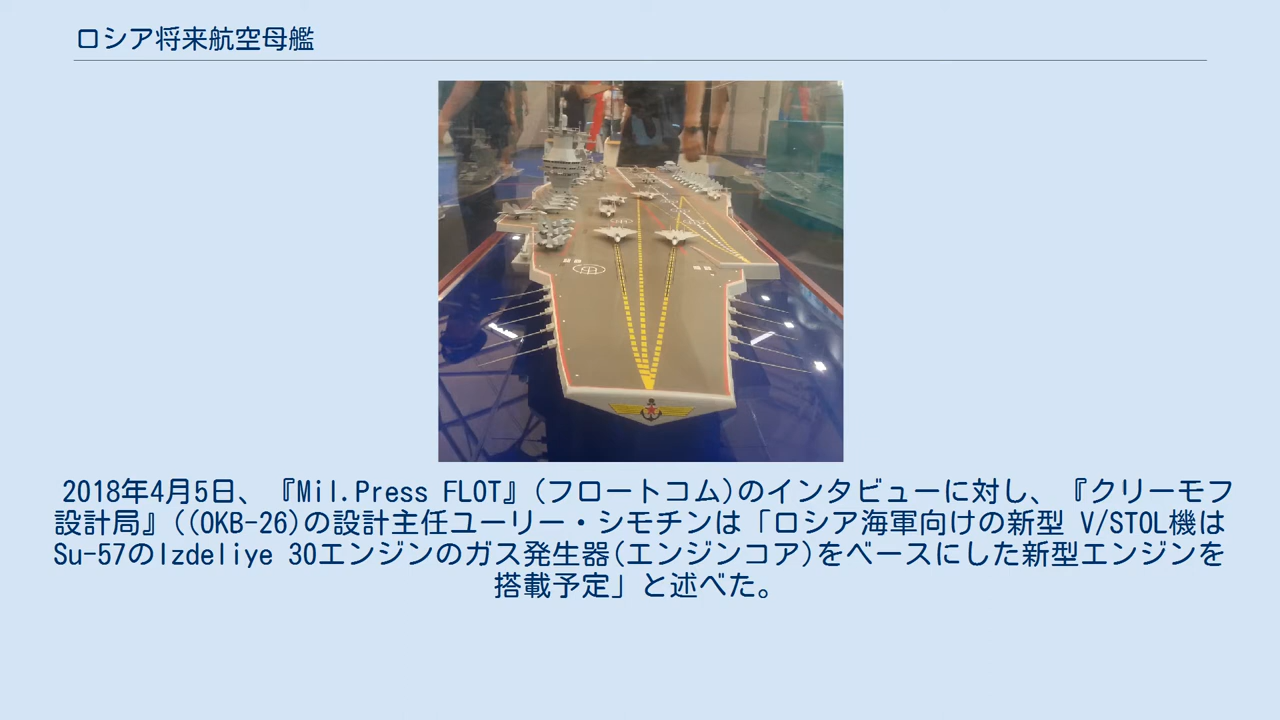 ロシア将来航空母艦
2018年4月5日、『Mil.Press FLOT』(フロートコム)のインタビューに対し、『クリーモフ
設計局』((OKB-26)の設計主任ユーリー・シモチンは「ロシア海軍向けの新型 V/STOL機は
Su-57のIzdeliye 30エンジンのガス発生器(エンジンコア)をベースにした新型エンジンを
搭載予定」と述べた。